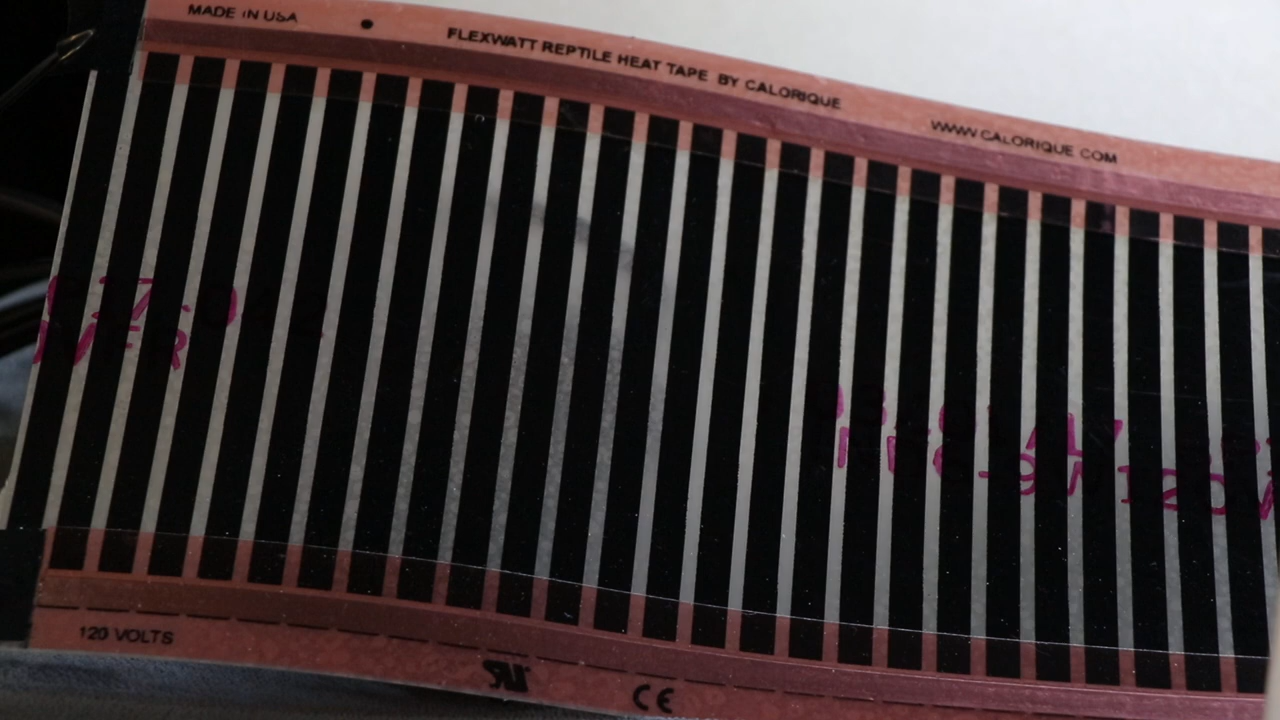 MADE IN USA
FLEXWATT REPTILE HEAT TAPE BY CALORIQUE
WWW.CALORIQUE.COM
120 VOLTS
CE